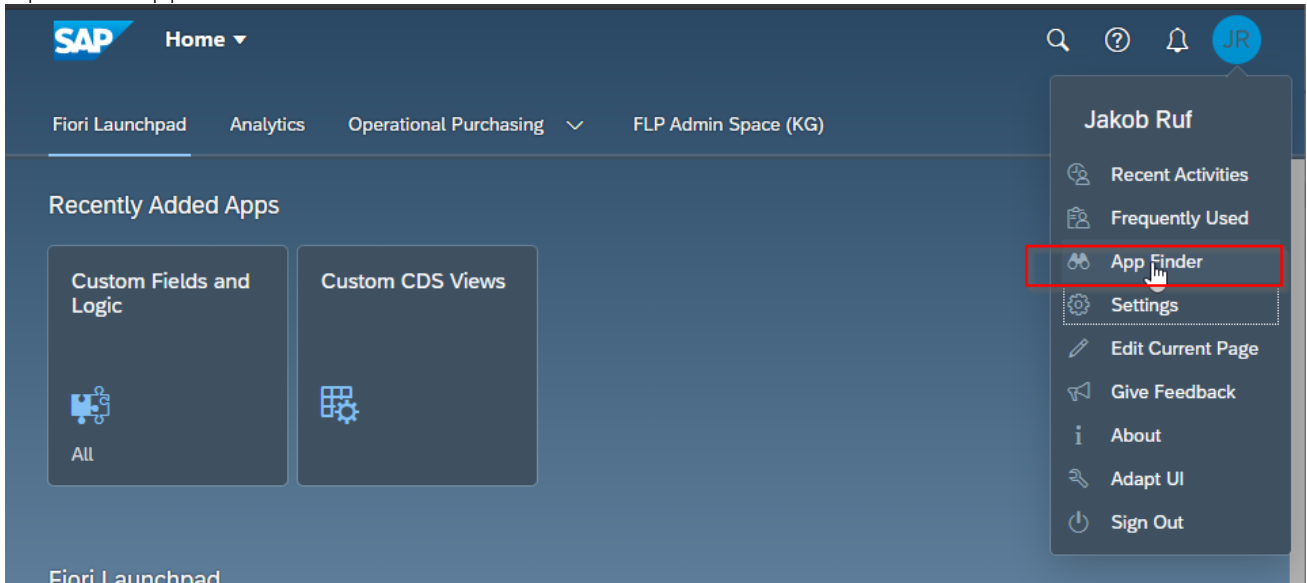 SAP Home
JR
Fiori Launchpad Analytics Operational Purchasing FLP Admin Space (KG)
Jakob Ruf
Recent Activities
Frequently Used
App Finder
Settings
Edit Current Page
Give Feedback
About
Adapt UI
Sign Out
Recently Added Apps
Custom Fields and
Logic
All
Custom CDS Views
Fiori Launchpad